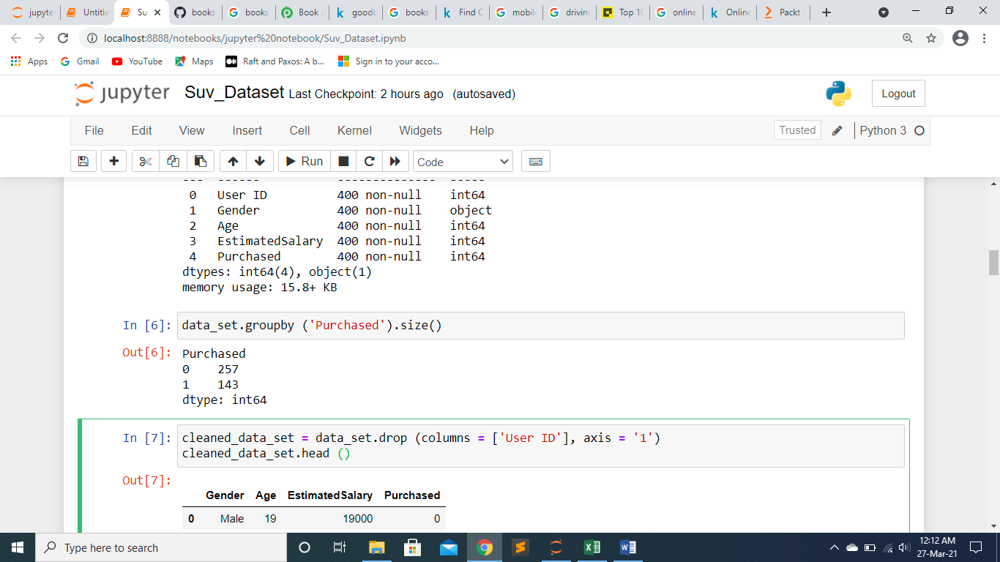 jupyte
Untitle
Su
books
books
Book
goodb
books
Find C
mobil
driving
Top 10
online
Online
Packt
localhost:8888/notebooks/jupyter%20notebook/Suv_Dataset.ipynb
Apps Gmail YouTube Maps Raft and Paxos: A b... Sign in to your acco...
jupyter Suv_Dataset Last Checkpoint: 2 hours ago (autosaved) Logout
File Edit View Insert Cell Kernel Widgets Help Trusted Python 3
Run Code
0 User ID 400 non-null int64
1 Gender 400 non-null object
2 Age 400 non-null int64
3 EstimatedSalary 400 non-null int64
4 Purchased 400 non-null int64
dtypes: int64(4), object(1)
memory usage: 15.8+ KB
In [6]: data_set.groupby ('Purchased').size()
Out[6]: Purchased
0 257
1 143
dtype: int64
In [7]: cleaned_data_set = data_set.drop (columns = ['User ID'], axis = '1')
cleaned_data_set.head ()
Out[7]:
Gender Age EstimatedSalary Purchased
0 Male 19 19000 0
Type here to search
12:12 AM
27-Mar-21